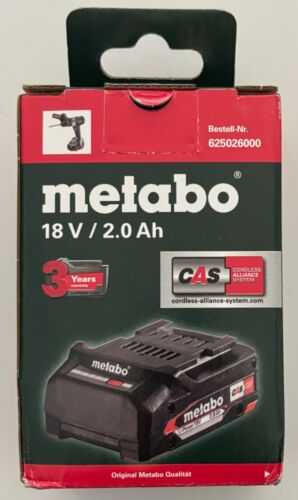 Bestell-Nr.
625026000
metabo®
18 V / 2.0 Ah
3 Years
CAS CORDLESS
ALLIANCE
SYSTEM
cordless-alliance-system.com
metabo
CAS
metabo
Original Metabo Qualität